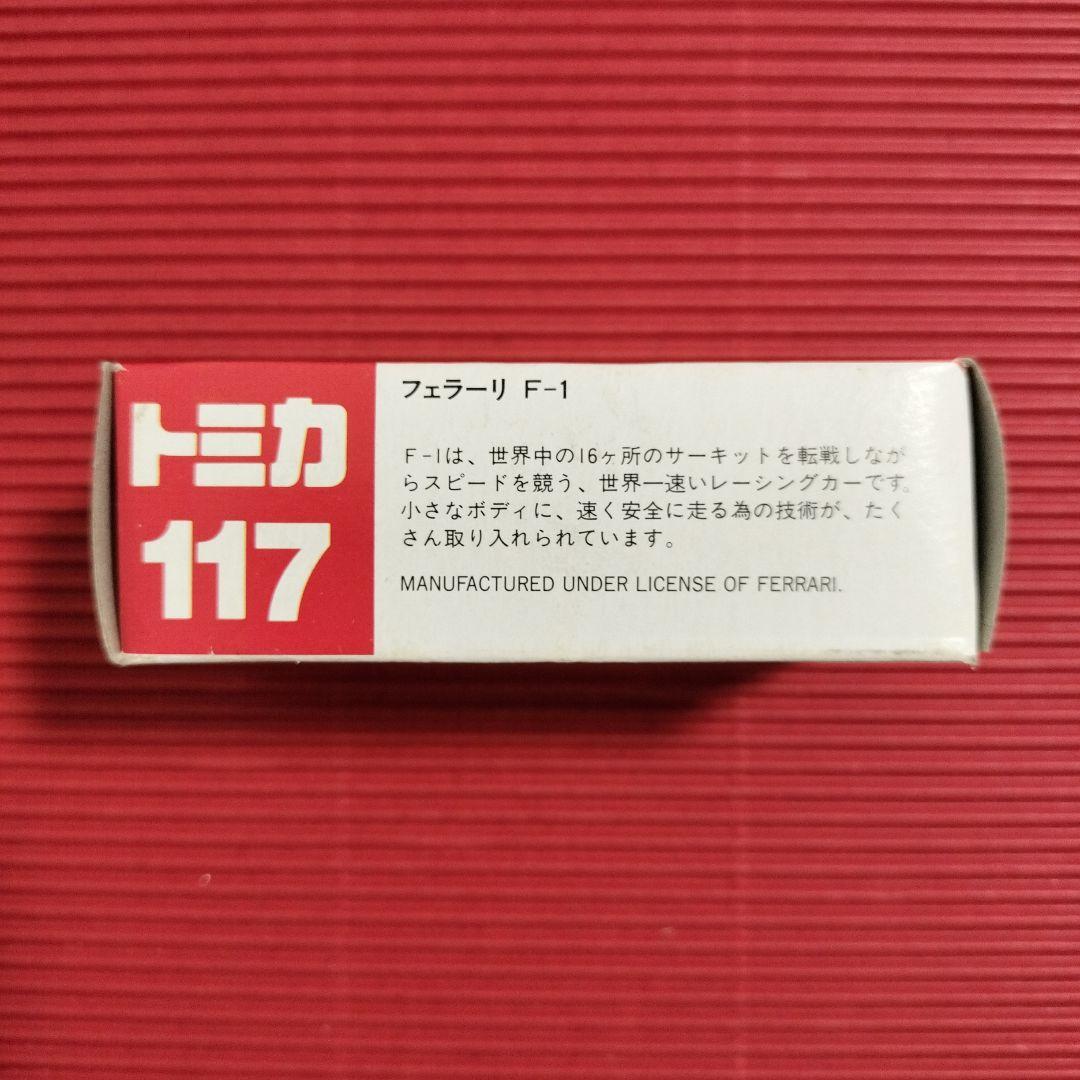 トミカ
117
フェラーリ F-1
F-1は、世界中の16ヶ所のサーキットを転戦しなが
らスピードを競う、世界一速いレーシングカーです。
小さなボディに、速く安全に走る為の技術が、たく
さん取り入れられています。
MANUFACTURED UNDER LICENSE OF FERRARI.